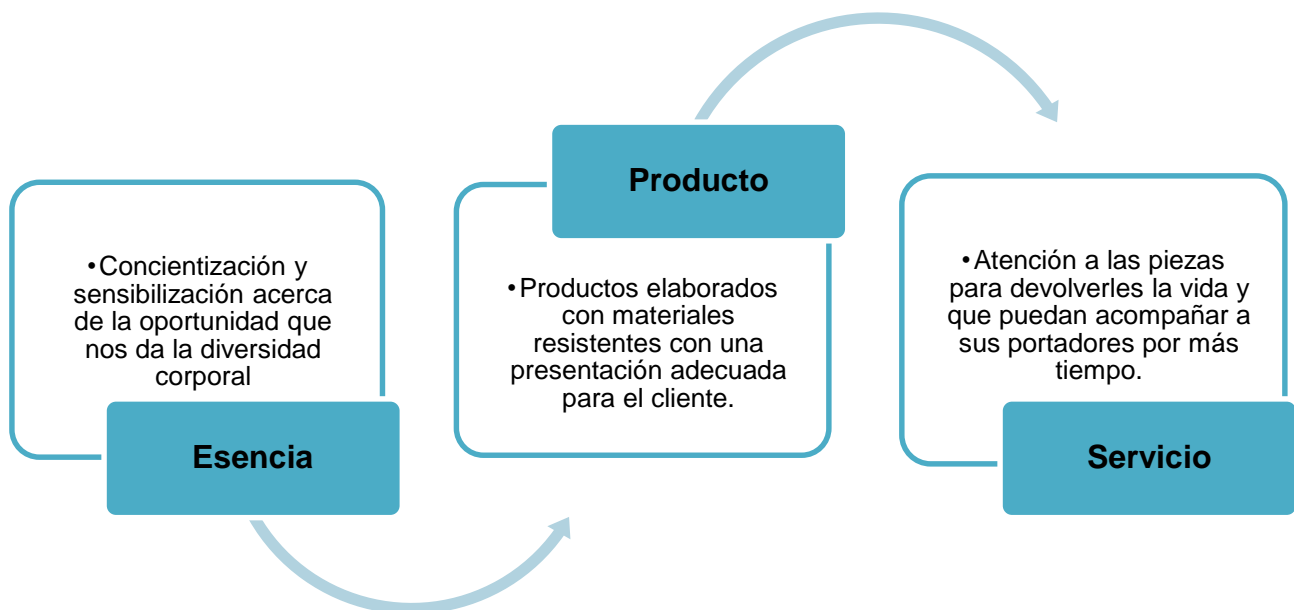 •Concientización y
sensibilización acerca
de la oportunidad que
nos da la diversidad
corporal
Esencia
Producto
•Productos elaborados
con materiales
resistentes con una
presentación adecuada
para el cliente.
•Atención a las piezas
para devolverles la vida y
que puedan acompañar a
sus portadores por más
tiempo.
Servicio